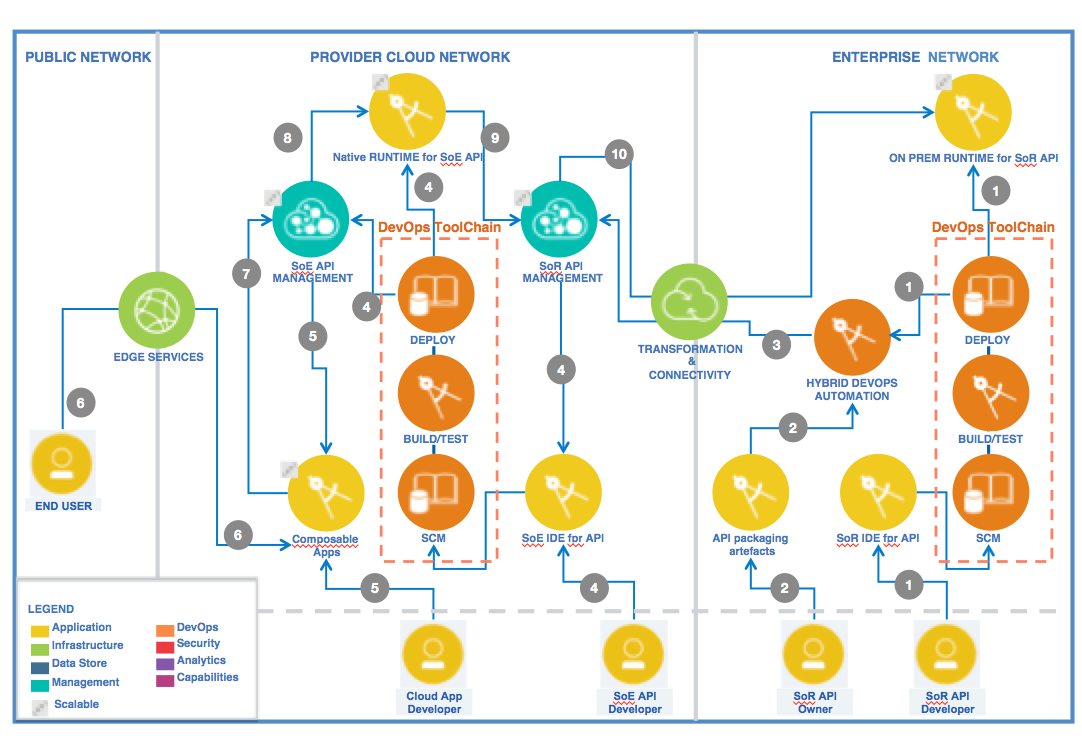 PUBLIC NETWORK
PROVIDER CLOUD NETWORK
ENTERPRISE NETWORK
8
9
10
Native RUNTIME for SoE API
ON PREM RUNTIME for SoR API
4
1
DevOps ToolChain
DevOps ToolChain
SoE API
MANAGEMENT
SoR API
MANAGEMENT
7
4
1
5
3
DEPLOY
DEPLOY
EDGE SERVICES
TRANSFORMATION
&
CONNECTIVITY
4
HYBRID DEVOPS
AUTOMATION
6
2
BUILD/TEST
BUILD/TEST
END USER
6
Composable
Apps
SCM
SoE IDE fpr API
API packaging
artefacts
SoR IDE fpr API
SCM
5
4
2
1
LEGEND
Application
Infrastructure
Data Store
Management
Scalable
DevOps
Security
Analytics
Capabilities
Cloud App
Developer
SoE API
Developer
SoR API
Owner
SoR API
Developer